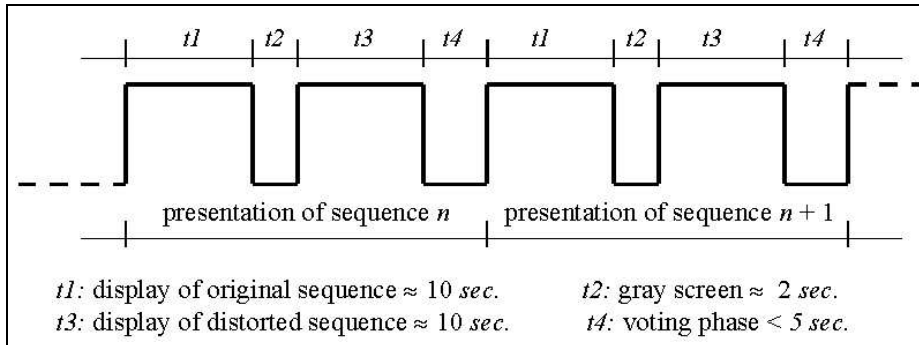 t1 t2 t3 t4 t1 t2 t3 t4
presentation of sequence n presentation of sequence n + 1
t1: display of original sequence ≈ 10 sec. t2: gray screen ≈ 2 sec.
t3: display of distorted sequence ≈ 10 sec. t4: voting phase < 5 sec.